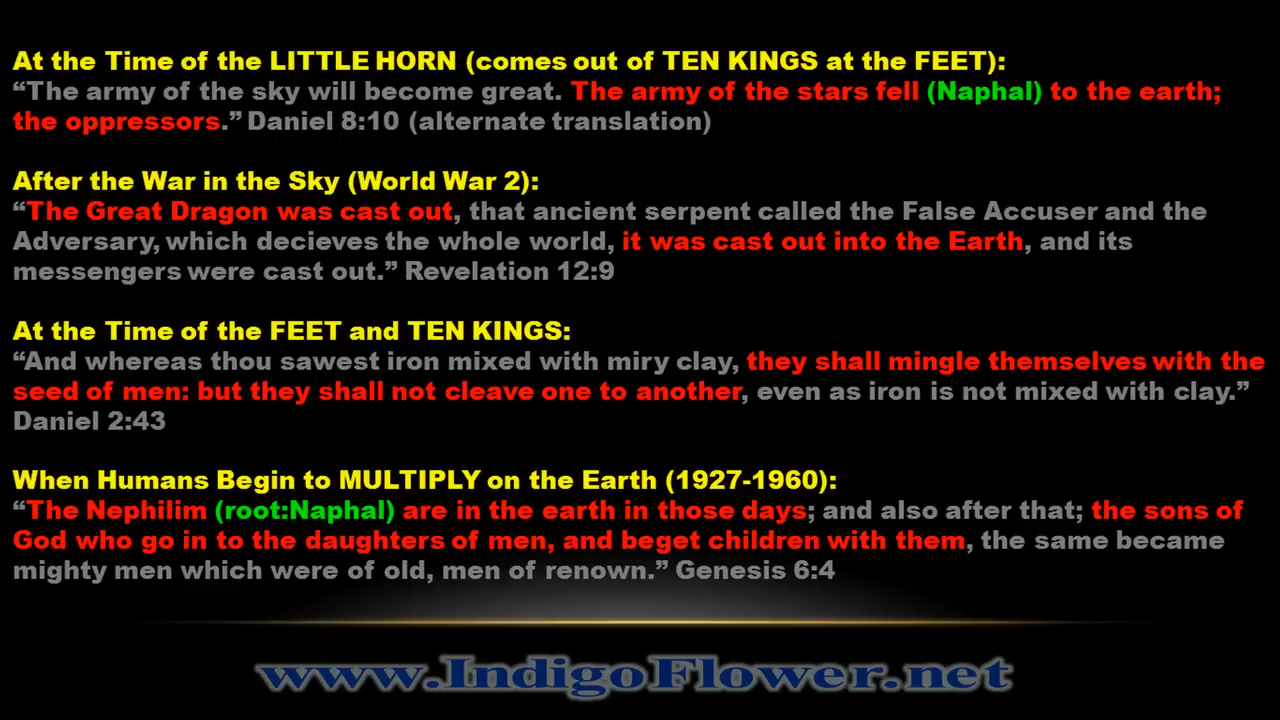 At the Time of the LITTLE HORN (comes out of TEN KINGS at the FEET):
“The army of the sky will become great. The army of the stars fell (Naphal) to the earth;
the oppressors.” Daniel 8:10 (alternate translation)
After the War in the Sky (World War 2):
“The Great Dragon was cast out, that ancient serpent called the False Accuser and the
Adversary, which decieves the whole world, it was cast out into the Earth, and its
messengers were cast out.” Revelation 12:9
At the Time of the FEET and TEN KINGS:
“And whereas thou sawest iron mixed with miry clay, they shall mingle themselves with the
seed of men: but they shall not cleave one to another, even as iron is not mixed with clay.”
Daniel 2:43
When Humans Begin to MULTIPLY on the Earth (1927-1960):
“The Nephilim (root:Naphal) are in the earth in those days; and also after that; the sons of
God who go in to the daughters of men, and beget children with them, the same became
mighty men which were of old, men of renown.” Genesis 6:4
www.IndigoFlower.net